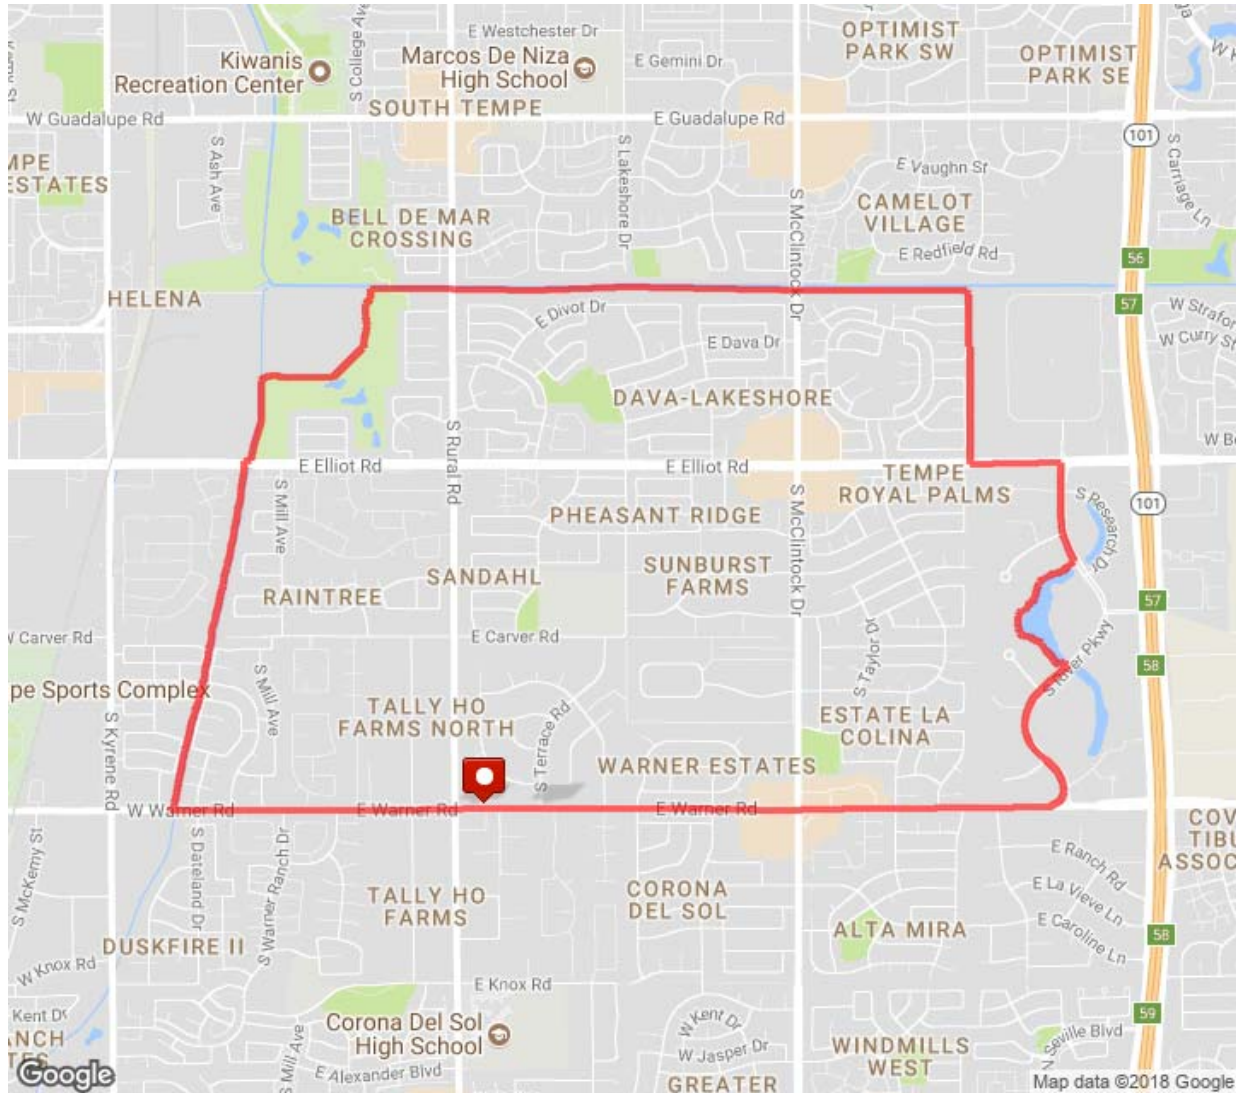 E Westchester Dr
OPTIMIST
PARK SW
OPTIMIST
PARK SE
Kiwanis
Recreation Center
S College Ave
Marcos De Niza
High School
E Gemini Dr
SOUTH TEMPE
W Guadalupe Rd
E Guadalupe Rd
101
S Ash Ave
S Lakeshore Dr
E Vaughn St
S Carriage Ln
ESTATES
BELL DE MAR
CROSSING
S McClintock Dr
CAMELOT
VILLAGE
E Redfield Rd
56
HELENA
57
E Divot Dr
E Dava Dr
W Curry St
DAVA-LAKESHORE
S Rural Rd
E Elliot Rd
E Elliot Rd
TEMPE
ROYAL PALMS
S Mill Ave
S McClintock Dr
S Research Dr
101
PHEASANT RIDGE
SANDAHL
SUNBURST
FARMS
RAINTREE
57
W Carver Rd
E Carver Rd
S Taylor Dr
S River Pkwy
58
pe Sports Complex
S Mill Ave
S Kyrene Rd
TALLY HO
FARMS NORTH
S Terrace Rd
ESTATE LA
COLINA
WARNER ESTATES
W Warner Rd
E Warner Rd
E Warner Rd
COV
TIBU
ASSOC
S McKemy St
S Dateland Dr
S Warner Ranch Dr
E Ranch Rd
TALLY HO
FARMS
CORONA
DEL SOL
E La Vieve Ln
E Caroline Ln
ALTA MIRA
58
DUSKFIRE II
W Knox Rd
E Knox Rd
59
Kent Dr
ANCH
Corona Del Sol
High School
W Kent Dr
W Jasper Dr
WINDMILLS
WEST
N Seville Blvd
S Mill Ave
E Alexander Blvd
GREATER
Google
Map data ©2018 Google